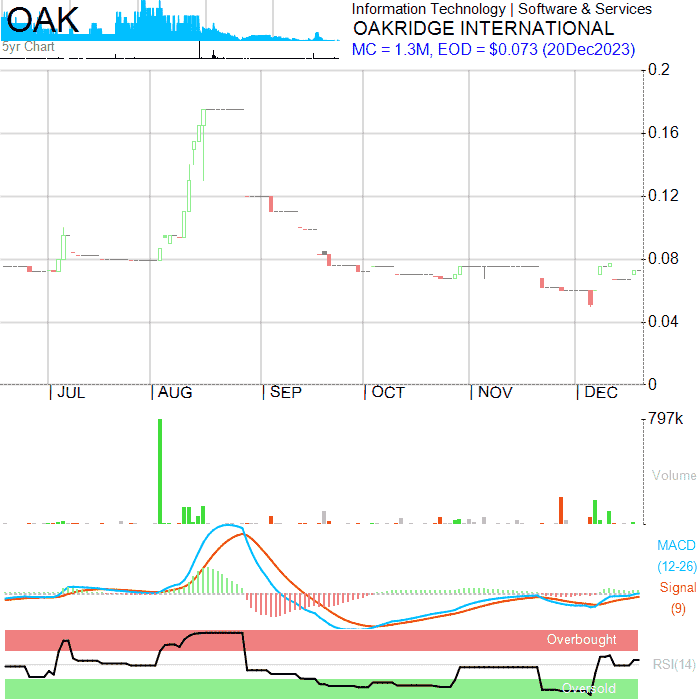 OAK
5yr Chart
Information Technology | Software & Services
OAKRIDGE INTERNATIONAL
MC = 1.3M, EOD = $0.073 (20Dec2023)
0.2
0.16
0.12
0.08
0.04
0
JUL AUG SEP OCT NOV DEC
797k
Volume
MACD
(12-26)
Signal
(9)
Overbought
RSI(14)
Oversold